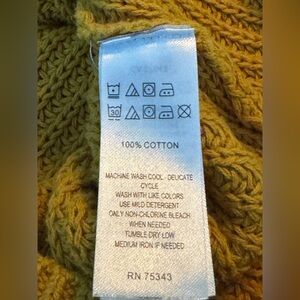 30
100% COTTON
MACHINE WASH COOL - DELICATE
CYCLE
WASH WITH LIKE COLORS
USE MILD DETERGENT
ONLY NON-CHLORINE BLEACH
WHEN NEEDED
TUMBLE DRY LOW
MEDIUM IRON IF NEEDED
RN 75343